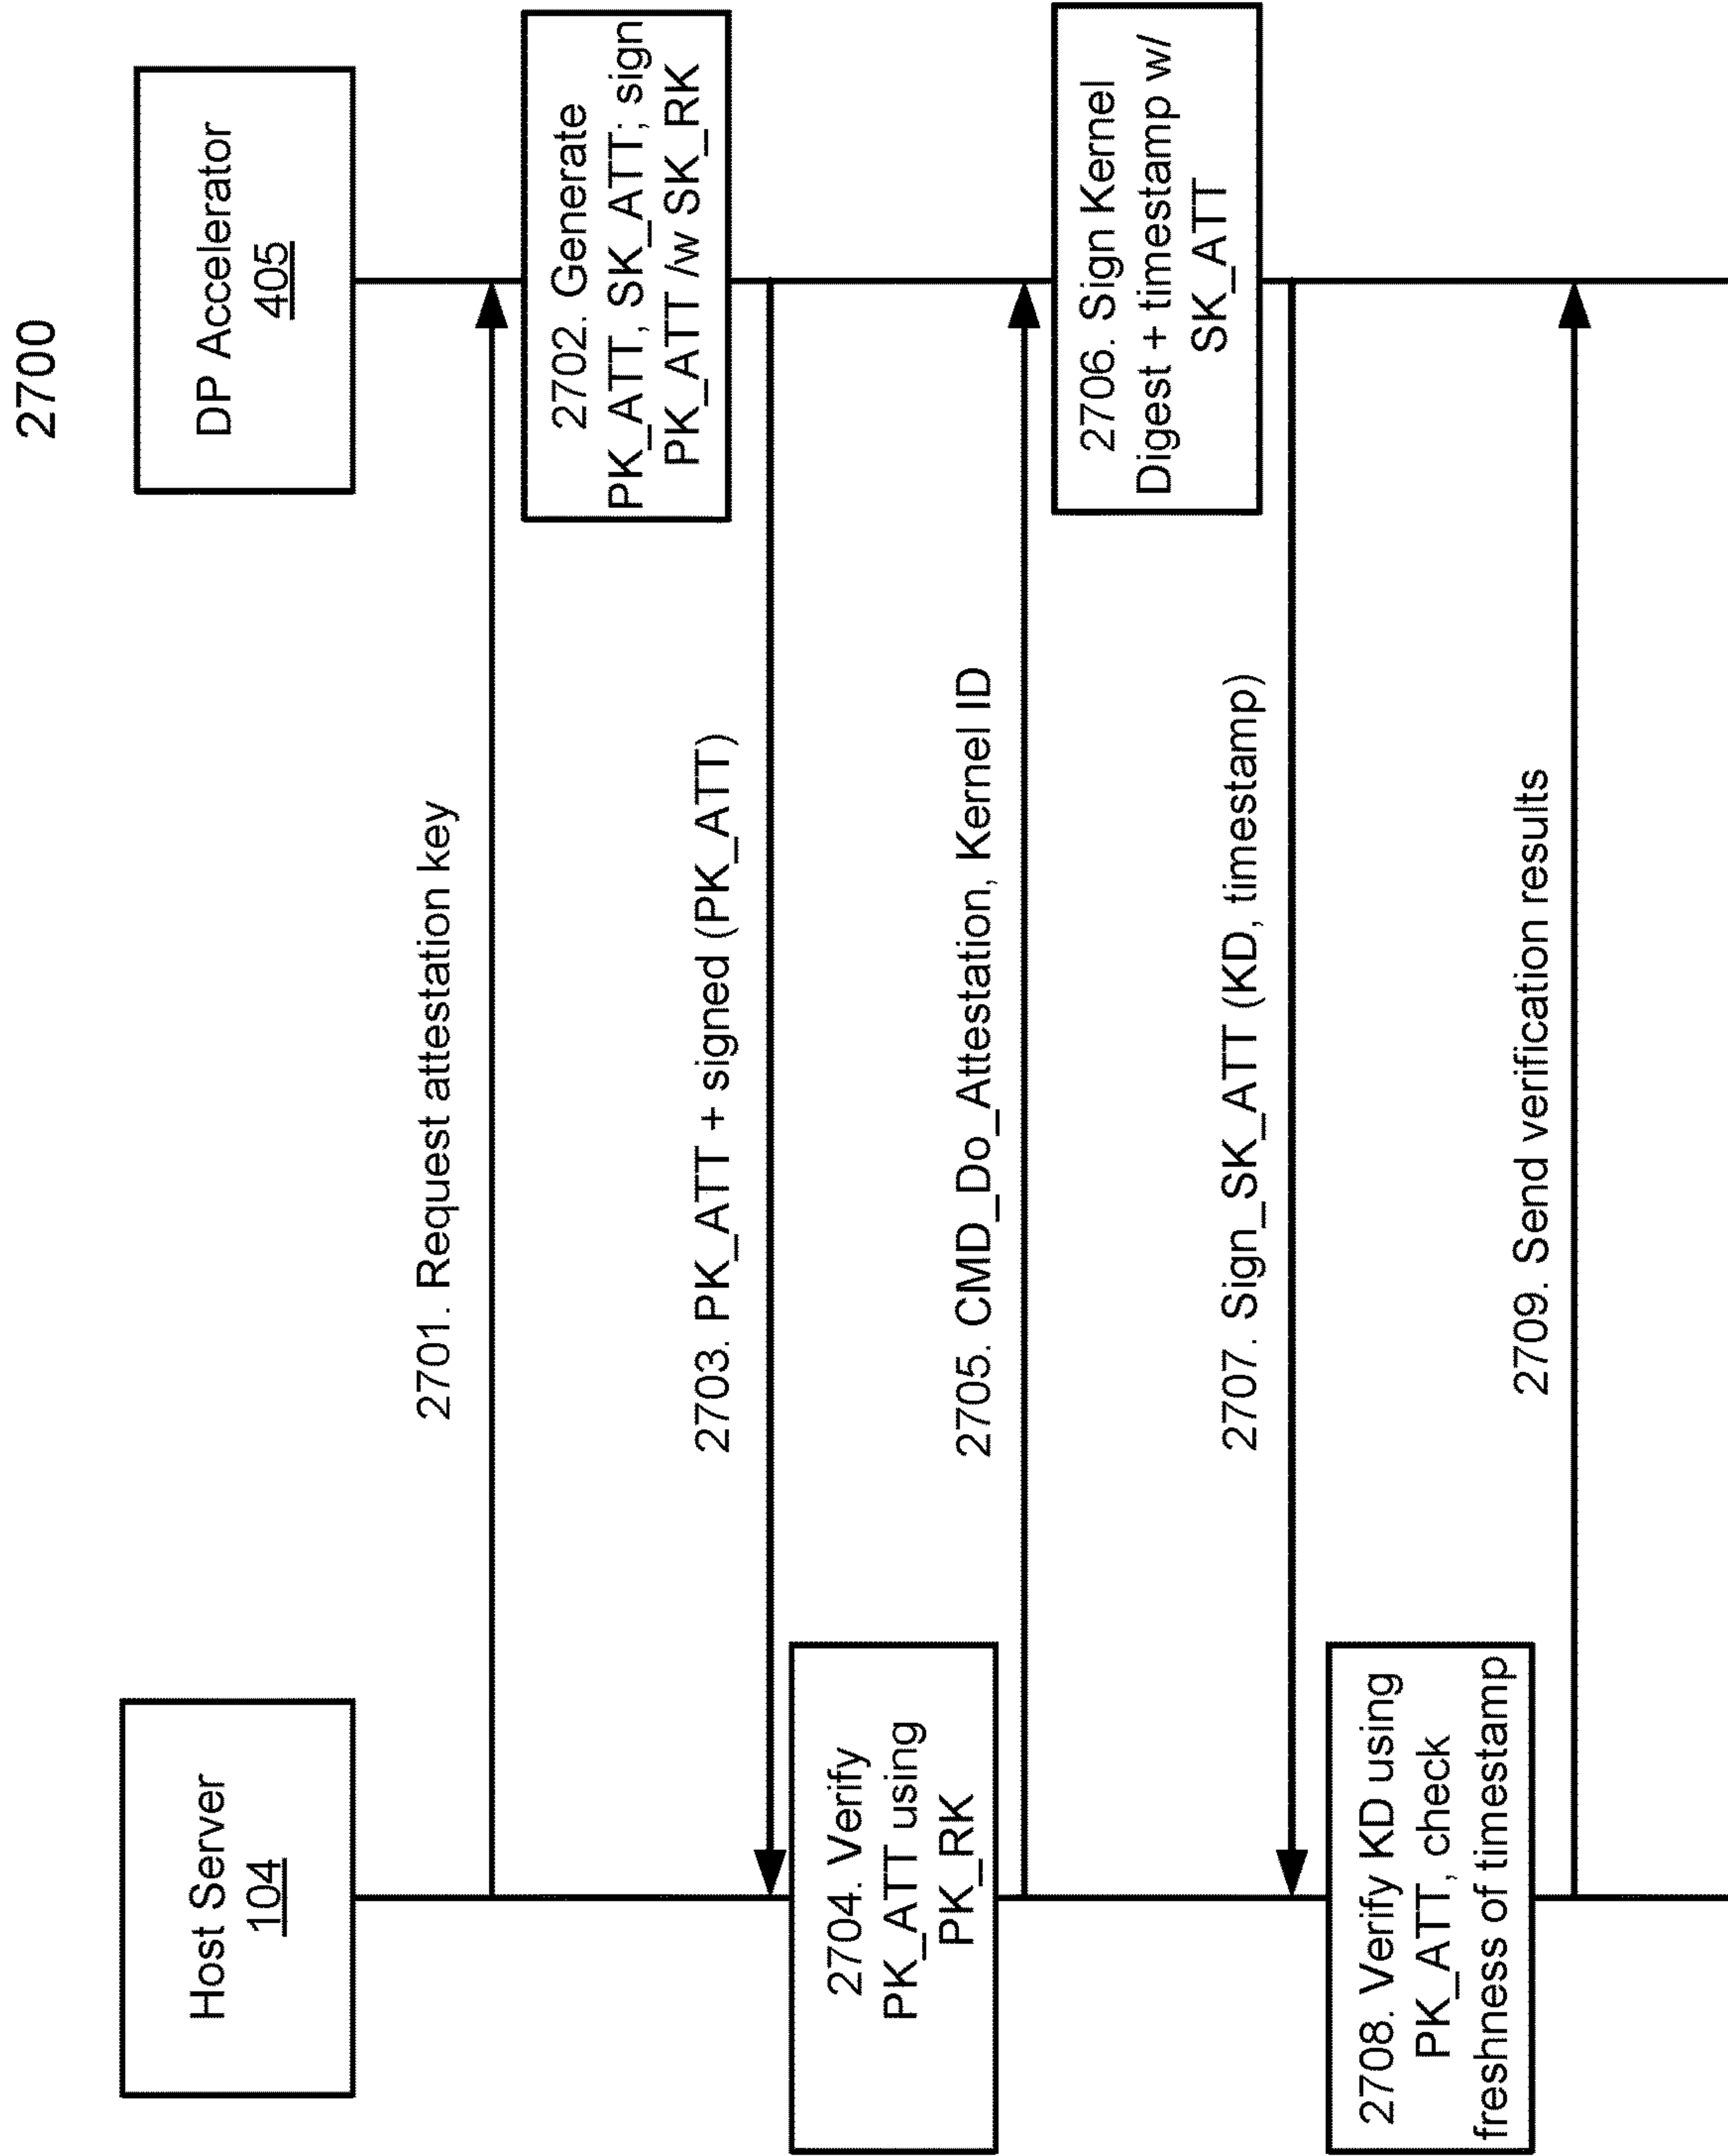 2700
Host Server
104
DP Accelerator
405
2701. Request attestation key
2702. Generate
PK_ATT, SK_ATT; sign
PK_ATT /w SK_RK
2703. PK_ATT + signed (PK_ATT)
2704. Verify
PK_ATT using
PK_RK
2705. CMD_Do_Attestation, Kernel ID
2706. Sign Kernel
Digest + timestamp w/
SK_ATT
2707. Sign_SK_ATT (KD, timestamp)
2708. Verify KD using
PK_ATT, check
freshness of timestamp
2709. Send verification results